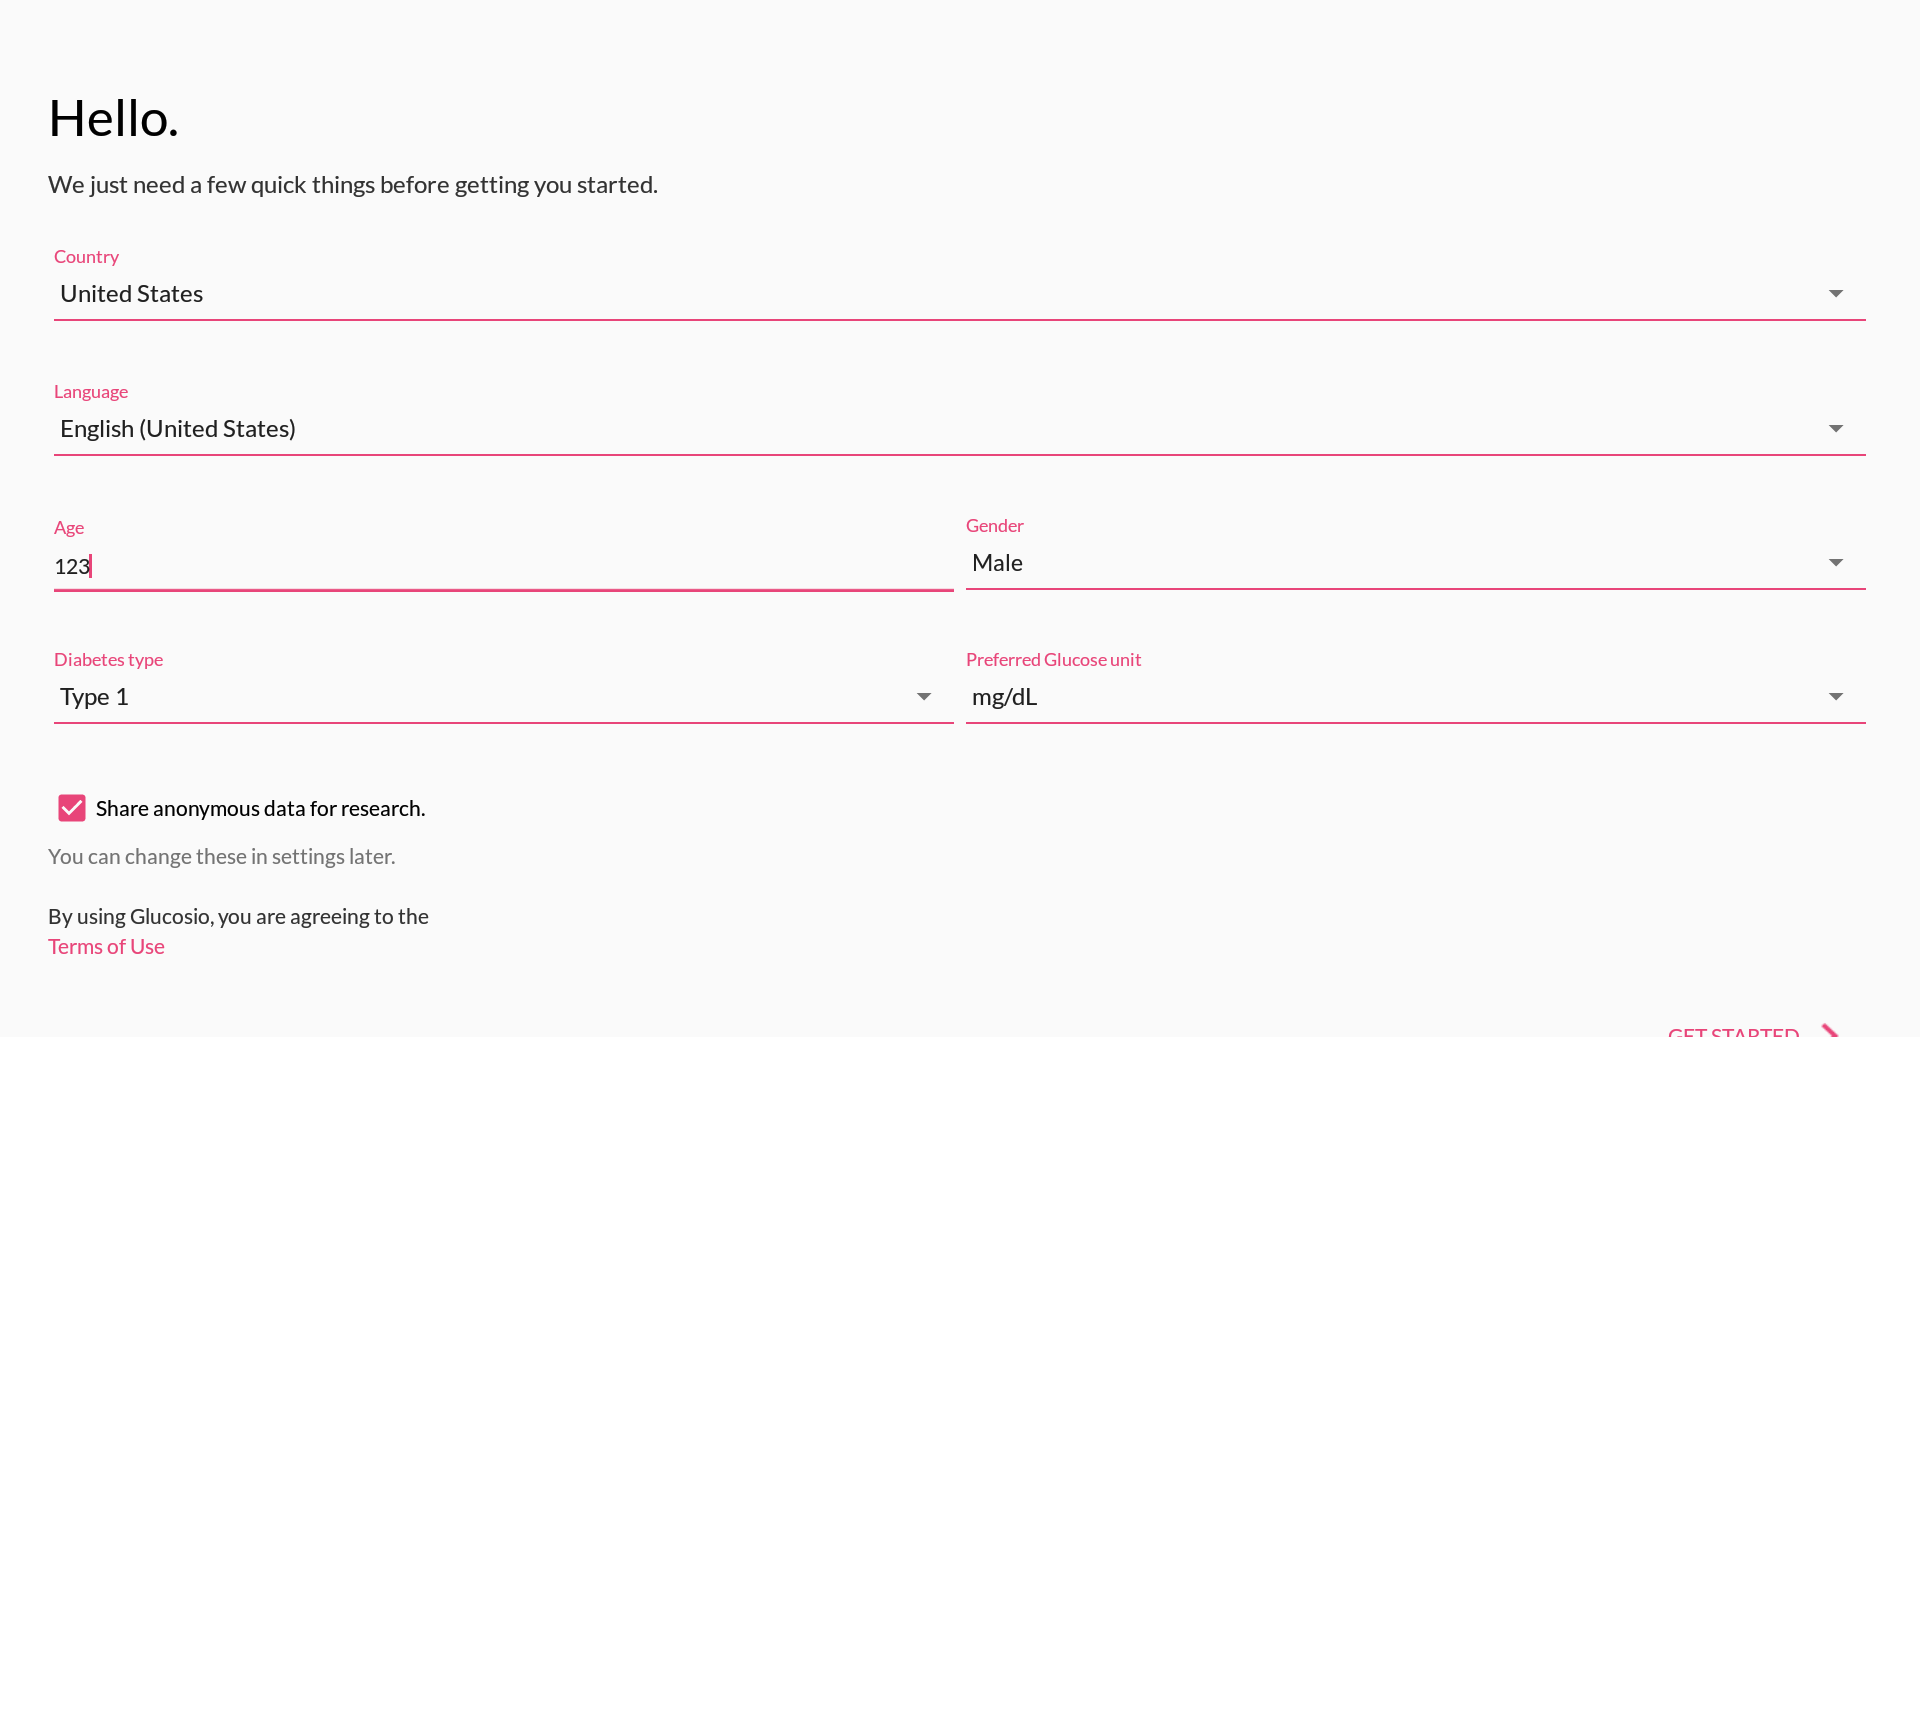 Hello.
We just need a few quick things before getting you started.
Country
United States
Language
English (United States)
Age
123
Gender
Male
Diabetes type
Type 1
Preferred Glucose unit
mg/dL
Share anonymous data for research.
You can change these in settings later.
By using Glucosio, you are agreeing to the
Terms of Use
GET STARTED